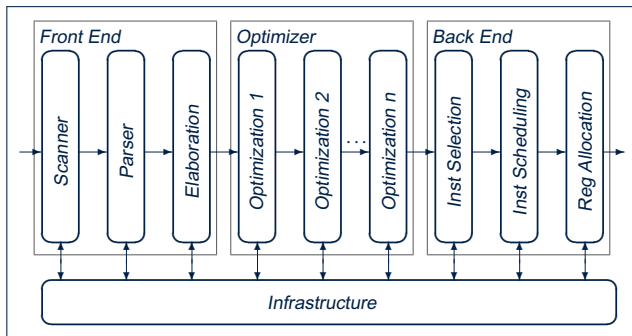 Front End
Optimizer
Back End
Scanner
Parser
Elaboration
Optimization 1
Optimization 2
...
Optimization n
Inst Selection
Inst Scheduling
Reg Allocation
Infrastructure